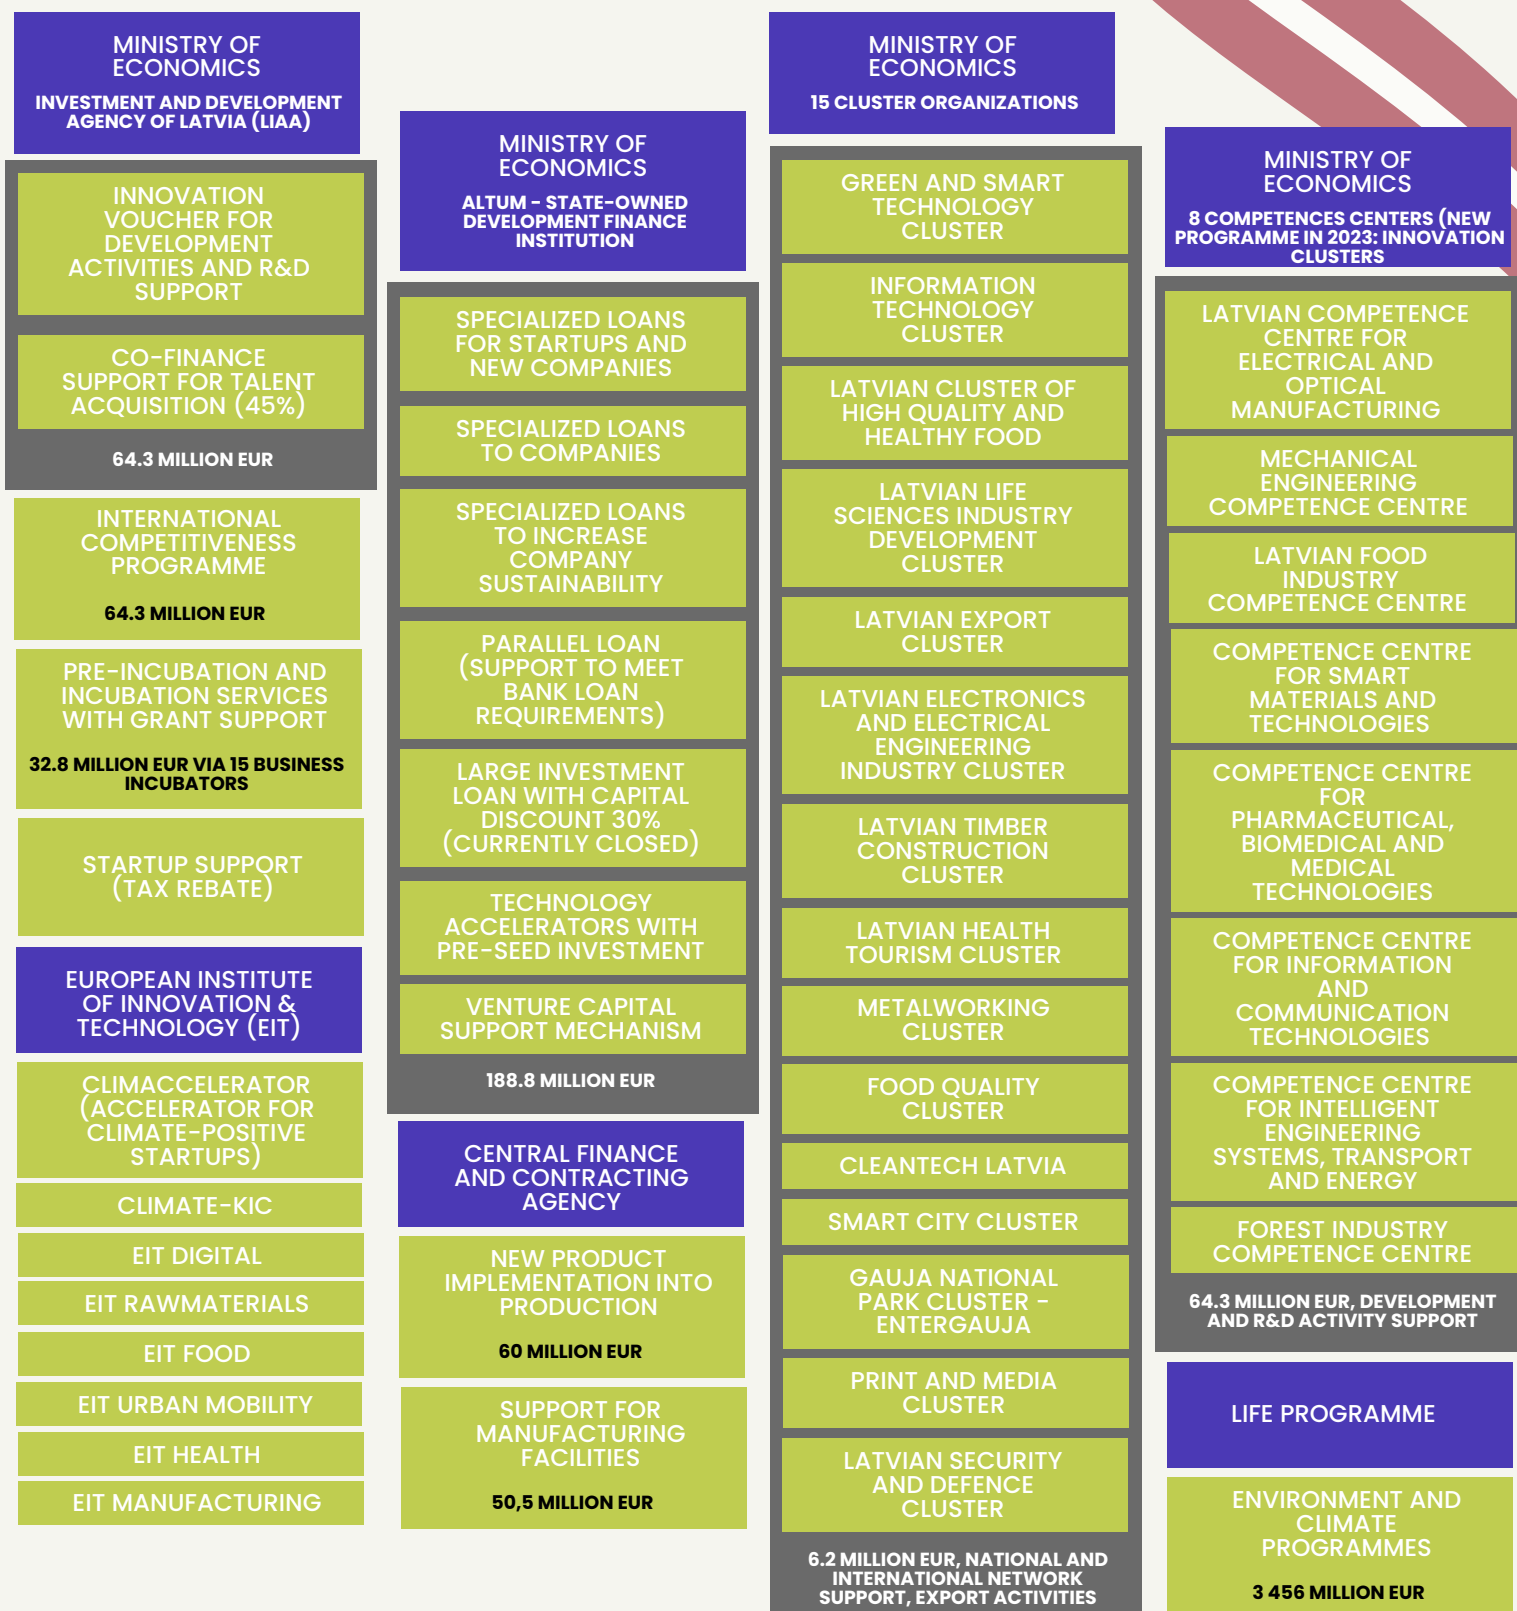 MINISTRY OF
ECONOMICS
INVESTMENT AND DEVELOPMENT
AGENCY OF LATVIA (LIAA)
INNOVATION
VOUCHER FOR
DEVELOPMENT
ACTIVITIES AND R&D
SUPPORT
CO-FINANCE
SUPPORT FOR TALENT
ACQUISITION (45%)
64.3 MILLION EUR
INTERNATIONAL
COMPETITIVENESS
PROGRAMME
64.3 MILLION EUR
PRE-INCUBATION AND
INCUBATION SERVICES
WITH GRANT SUPPORT
32.8 MILLION EUR VIA 15 BUSINESS
INCUBATORS
STARTUP SUPPORT
(TAX REBATE)
EUROPEAN INSTITUTE
OF INNOVATION &
TECHNOLOGY (EIT)
CLIMACCELERATOR
(ACCELERATOR FOR
CLIMATE-POSITIVE
STARTUPS)
CLIMATE-KIC
EIT DIGITAL
EIT RAWMATERIALS
EIT FOOD
EIT URBAN MOBILITY
EIT HEALTH
EIT MANUFACTURING
MINISTRY OF
ECONOMICS
ALTUM - STATE-OWNED
DEVELOPMENT FINANCE
INSTITUTION
SPECIALIZED LOANS
FOR STARTUPS AND
NEW COMPANIES
SPECIALIZED LOANS
TO COMPANIES
SPECIALIZED LOANS
TO INCREASE
COMPANY
SUSTAINABILITY
PARALLEL LOAN
(SUPPORT TO MEET
BANK LOAN
REQUIREMENTS)
LARGE INVESTMENT
LOAN WITH CAPITAL
DISCOUNT 30%
(CURRENTLY CLOSED)
TECHNOLOGY
ACCELERATORS WITH
PRE-SEED INVESTMENT
VENTURE CAPITAL
SUPPORT MECHANISM
188.8 MILLION EUR
CENTRAL FINANCE
AND CONTRACTING
AGENCY
NEW PRODUCT
IMPLEMENTATION INTO
PRODUCTION
60 MILLION EUR
SUPPORT FOR
MANUFACTURING
FACILITIES
50,5 MILLION EUR
MINISTRY OF
ECONOMICS
15 CLUSTER ORGANIZATIONS
GREEN AND SMART
TECHNOLOGY
CLUSTER
INFORMATION
TECHNOLOGY
CLUSTER
LATVIAN CLUSTER OF
HIGH QUALITY AND
HEALTHY FOOD
LATVIAN LIFE
SCIENCES INDUSTRY
DEVELOPMENT
CLUSTER
LATVIAN EXPORT
CLUSTER
LATVIAN ELECTRONICS
AND ELECTRICAL
ENGINEERING
INDUSTRY CLUSTER
LATVIAN TIMBER
CONSTRUCTION
CLUSTER
LATVIAN HEALTH
TOURISM CLUSTER
METALWORKING
CLUSTER
FOOD QUALITY
CLUSTER
CLEANTECH LATVIA
SMART CITY CLUSTER
GAUJA NATIONAL
PARK CLUSTER -
ENTERGAUJA
PRINT AND MEDIA
CLUSTER
LATVIAN SECURITY
AND DEFENCE
CLUSTER
6.2 MILLION EUR, NATIONAL AND
INTERNATIONAL NETWORK
SUPPORT, EXPORT ACTIVITIES
MINISTRY OF
ECONOMICS
8 COMPETENCES CENTERS (NEW
PROGRAMME IN 2023: INNOVATION
CLUSTERS
LATVIAN COMPETENCE
CENTRE FOR
ELECTRICAL AND
OPTICAL
MANUFACTURING
MECHANICAL
ENGINEERING
COMPETENCE CENTRE
LATVIAN FOOD
INDUSTRY
COMPETENCE CENTRE
COMPETENCE CENTRE
FOR SMART
MATERIALS AND
TECHNOLOGIES
COMPETENCE CENTRE
FOR
PHARMACEUTICAL,
BIOMEDICAL AND
MEDICAL
TECHNOLOGIES
COMPETENCE CENTRE
FOR INFORMATION
AND
COMMUNICATION
TECHNOLOGIES
COMPETENCE CENTRE
FOR INTELLIGENT
ENGINEERING
SYSTEMS, TRANSPORT
AND ENERGY
FOREST INDUSTRY
COMPETENCE CENTRE
64.3 MILLION EUR, DEVELOPMENT
AND R&D ACTIVITY SUPPORT
LIFE PROGRAMME
ENVIRONMENT AND
CLIMATE
PROGRAMMES
3 456 MILLION EUR